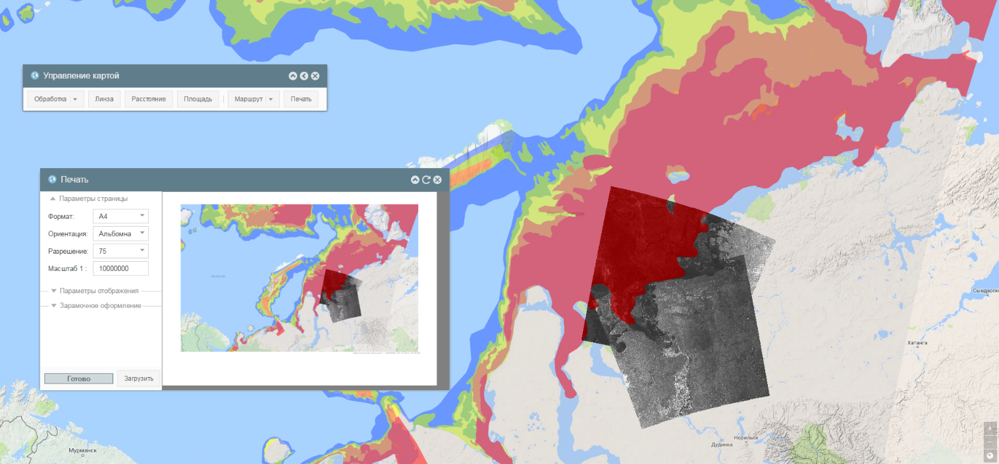 Управление картой
Обработка
Линза
Расстояние
Площадь
Маршрут
Печать
Печать
Параметры страницы
Формат: A4
Ориентация: Альбомна
Разрешение: 75
Масштаб 1 : 10000000
Параметры отображения
Зарамочное оформление
Готово
Загрузить
Сындасско
Хатанга
Норильск
Дудинка
Мурманск